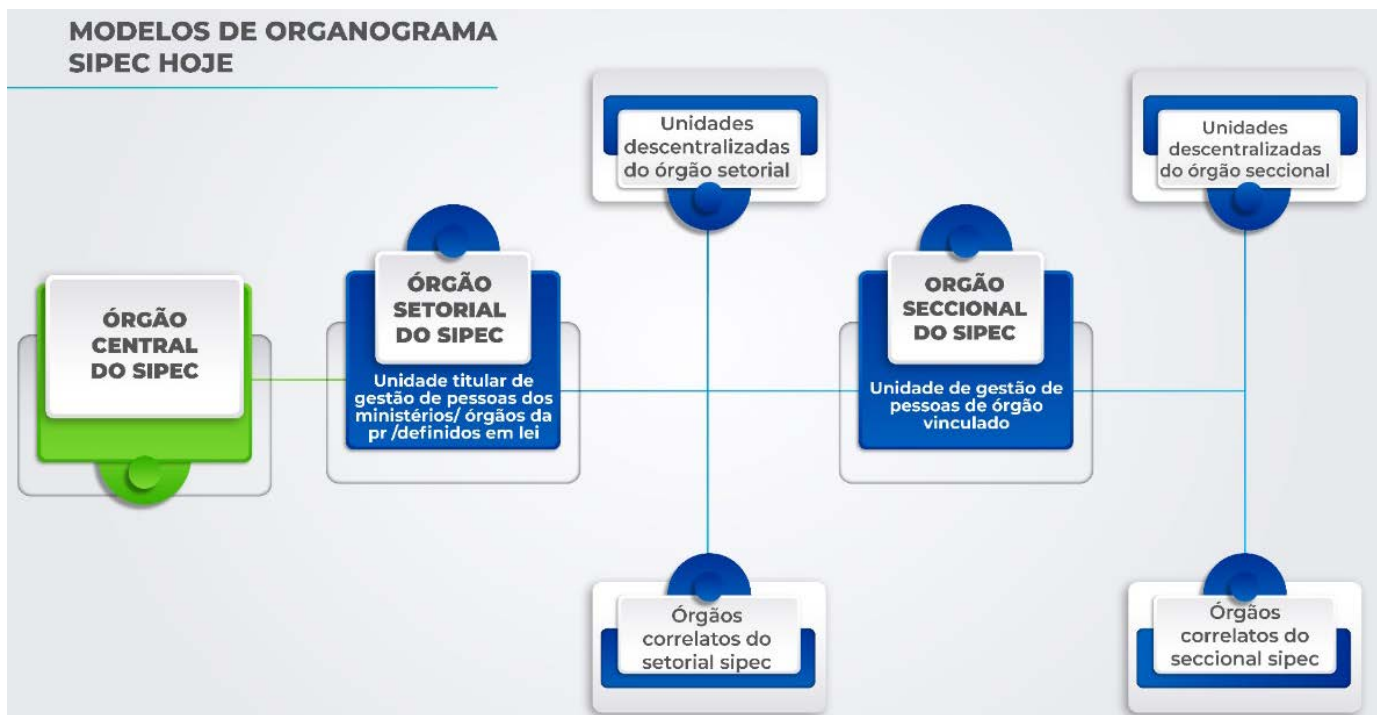 MODELOS DE ORGANOGRAMA
SIPEC HOJE
Unidades
descentralizadas
do órgão setorial
Unidades
descentralizadas
do órgão seccional
ÓRGÃO
CENTRAL
DO SIPEC
ÓRGÃO
SETORIAL
DO SIPEC
Unidade titular de
gestão de pessoas dos
ministérios/ órgãos da
pr /definidos em lei
ORGÃO
SECCIONAL
DO SIPEC
Unidade de gestão de
pessoas de órgão
vinculado
Órgãos
correlatos do
setorial sipec
Órgãos
correlatos do
seccional sipec